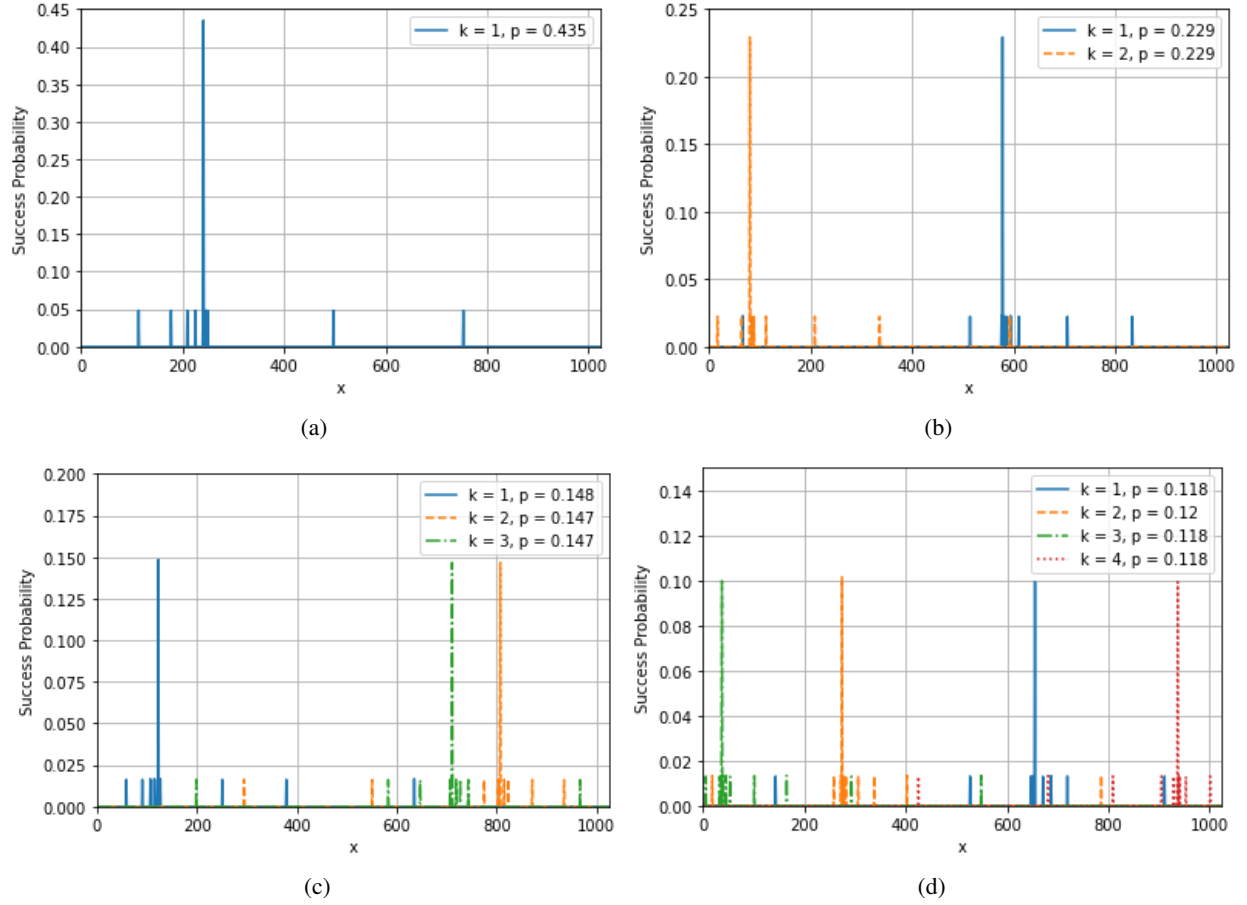 0.45
0.40
0.35
0.30
0.25
0.20
0.15
0.10
0.05
0.00
Success Probability
k = 1, p = 0.435
0 200 400 600 800 1000
x
(a)
0.25
0.20
0.15
0.10
0.05
0.00
Success Probability
k = 1, p = 0.229
k = 2, p = 0.229
0 200 400 600 800 1000
x
(b)
0.200
0.175
0.150
0.125
0.100
0.075
0.050
0.025
0.000
Success Probability
k = 1, p = 0.148
k = 2, p = 0.147
k = 3, p = 0.147
0 200 400 600 800 1000
x
(c)
0.14
0.12
0.10
0.08
0.06
0.04
0.02
0.00
Success Probability
k = 1, p = 0.118
k = 2, p = 0.12
k = 3, p = 0.118
k = 4, p = 0.118
0 200 400 600 800 1000
x
(d)